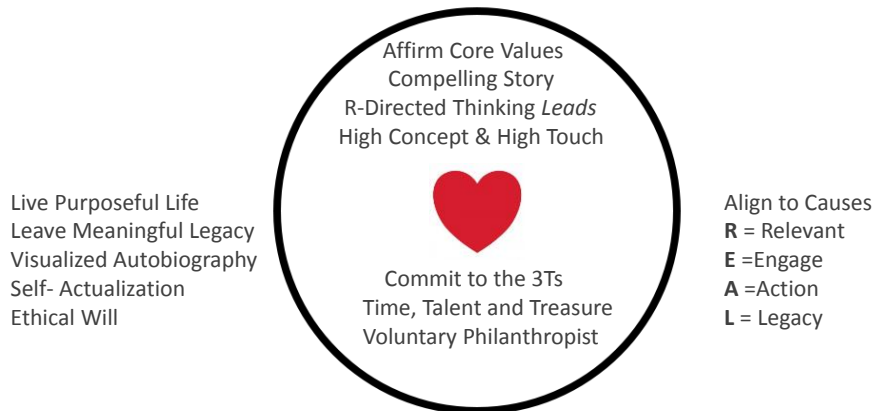 Affirm Core Values
Compelling Story
R-Directed Thinking Leads
High Concept & High Touch
Live Purposeful Life
Leave Meaningful Legacy
Visualized Autobiography
Self- Actualization
Ethical Will
Commit to the 3Ts
Time, Talent and Treasure
Voluntary Philanthropist
Align to Causes
R = Relevant
E =Engage
A =Action
L = Legacy